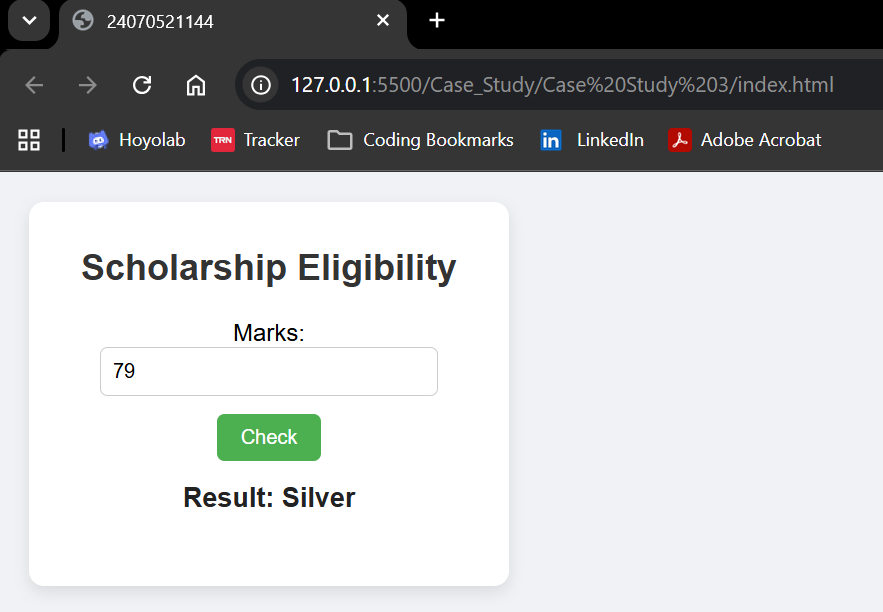 24070521144
127.0.0.1:5500/Case_Study/Case%20Study%203/index.html
Hoyolab TRN Tracker Coding Bookmarks in LinkedIn Adobe Acrobat
Scholarship Eligibility
Marks:
79
Check
Result: Silver